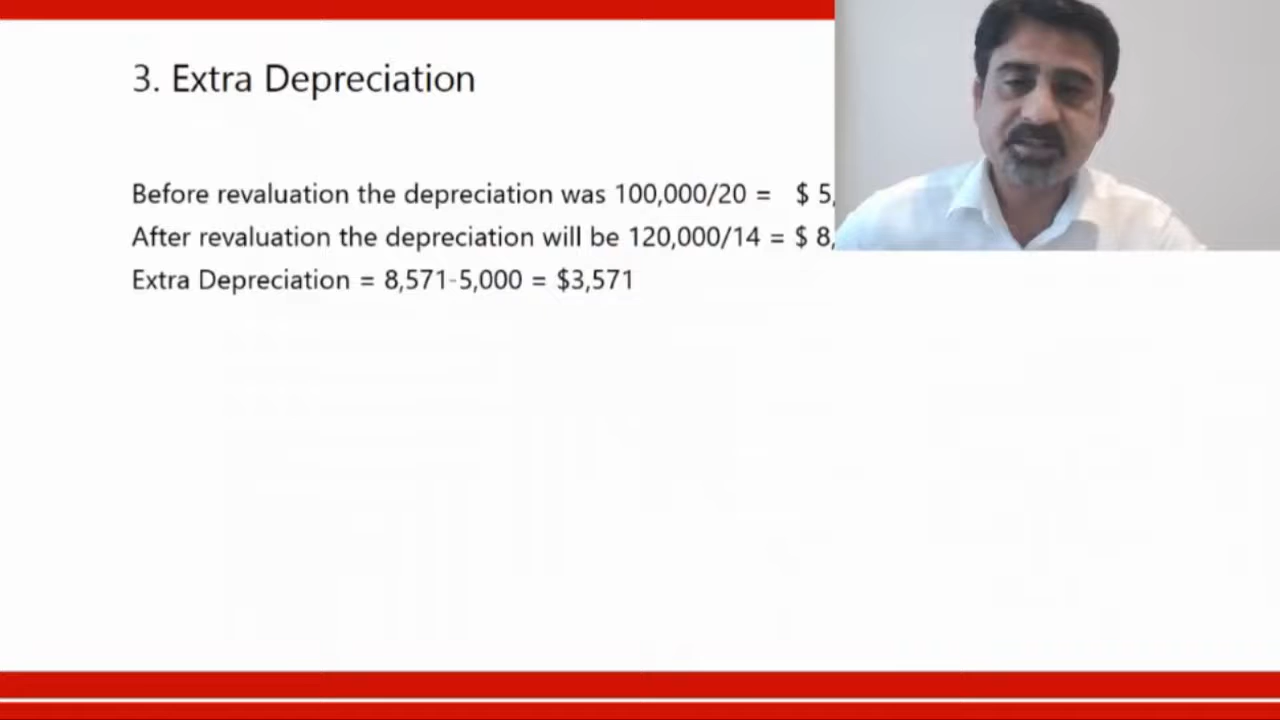 3. Extra Depreciation
Before revaluation the depreciation was 100,000/20 = $ 5,
After revaluation the depreciation will be 120,000/14 = $ 8,
Extra Depreciation = 8,571-5,000 = $3,571